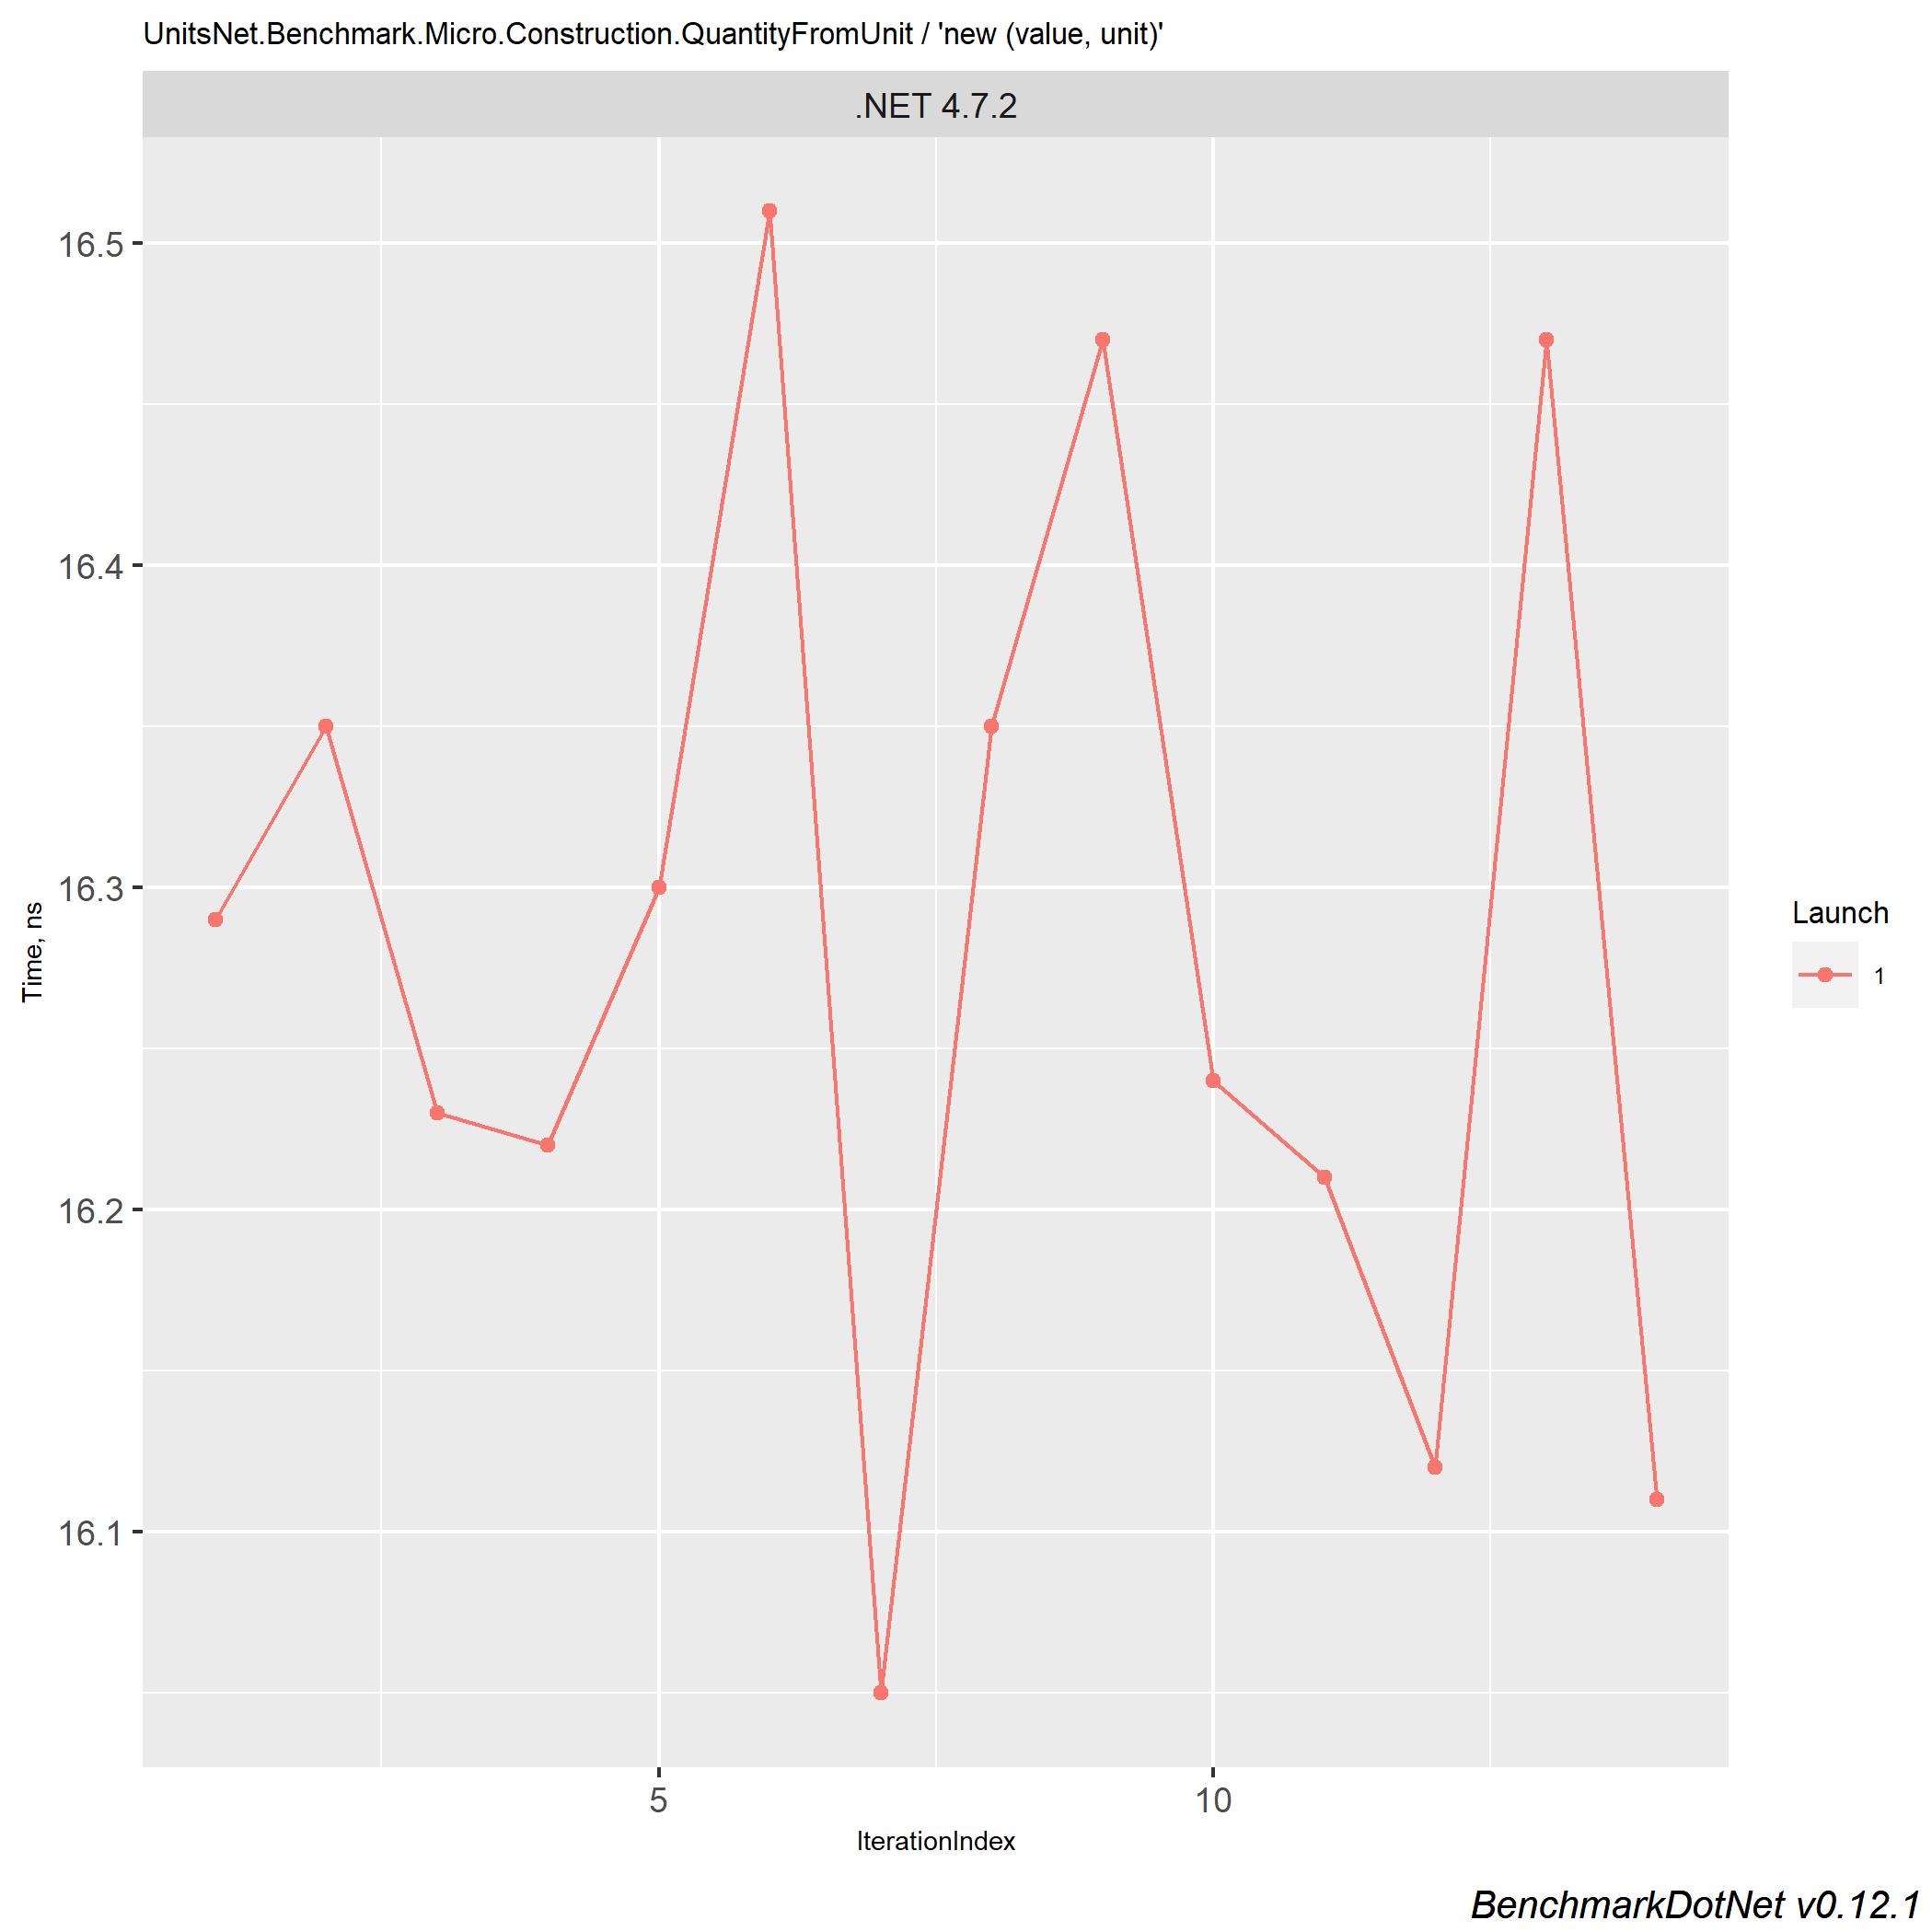 UnitsNet.Benchmark.Micro.Construction.QuantityFromUnit / 'new (value, unit)'
.NET 4.7.2
16.5
16.4
16.3
16.2
16.1
Time, ns
5
10
IterationIndex
Launch
1
BenchmarkDotNet v0.12.1